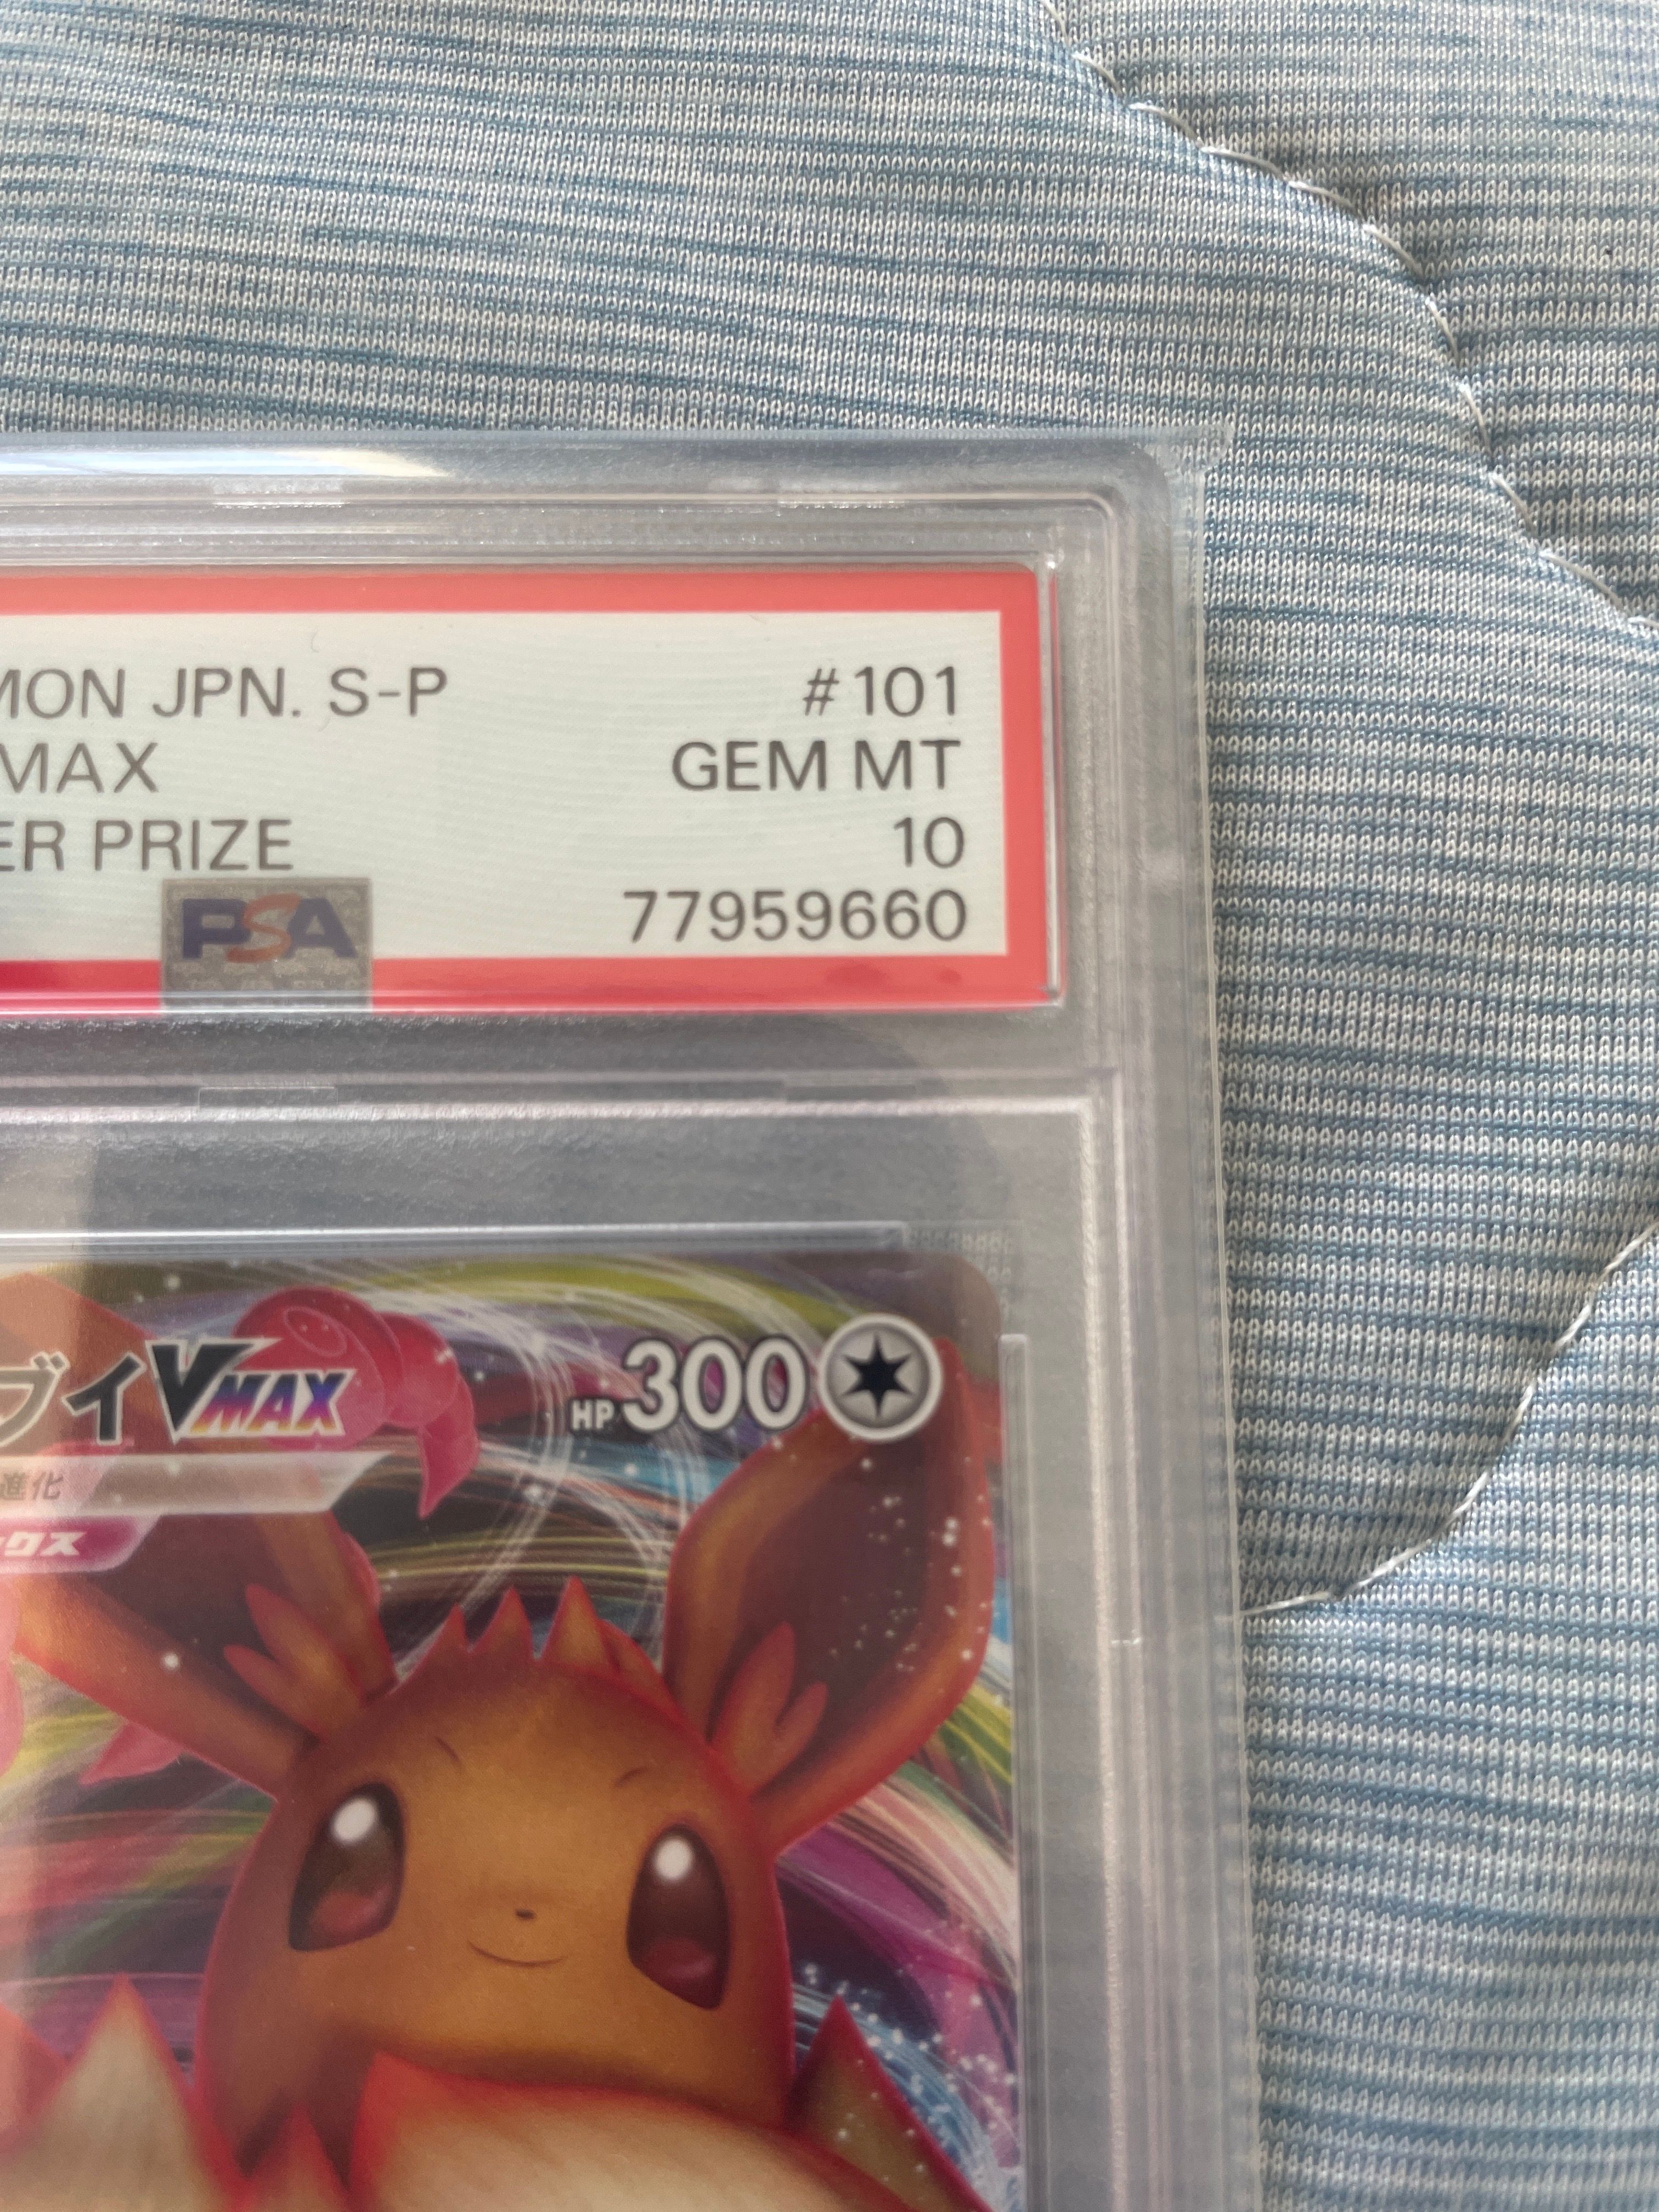 MON JPN. S-P #101
MAX GEM MT
ER PRIZE 10
PSA 77959660
ブイVMAX HP300
進化
ックス